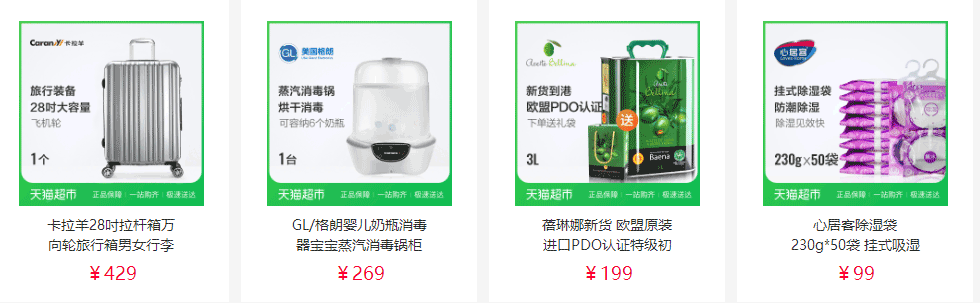 Carany 卡拉羊
旅行装备
28吋大容量
飞机轮
1个
天猫超市 正品保障 一站购齐 极速送达
卡拉羊28吋拉杆箱万
向轮旅行箱男女行李
¥429
GL 美国格朗
蒸汽消毒锅
烘干消毒
可容纳6个奶瓶
1台
天猫超市 正品保障 一站购齐 极速送达
GL/格朗婴儿奶瓶消毒
器宝宝蒸汽消毒锅柜
¥269
新货到港
欧盟PDO认证
下单送礼袋
送
3L
Baena
天猫超市 正品保障 一站购齐 极速送达
蓓琳娜新货 欧盟原装
进口PDO认证特级初
¥199
心居客
挂式除湿袋
防潮除湿
除湿见效快
230g×50袋
天猫超市 正品保障 一站购齐 极速送达
心居客除湿袋
230g*50袋 挂式吸湿
¥99